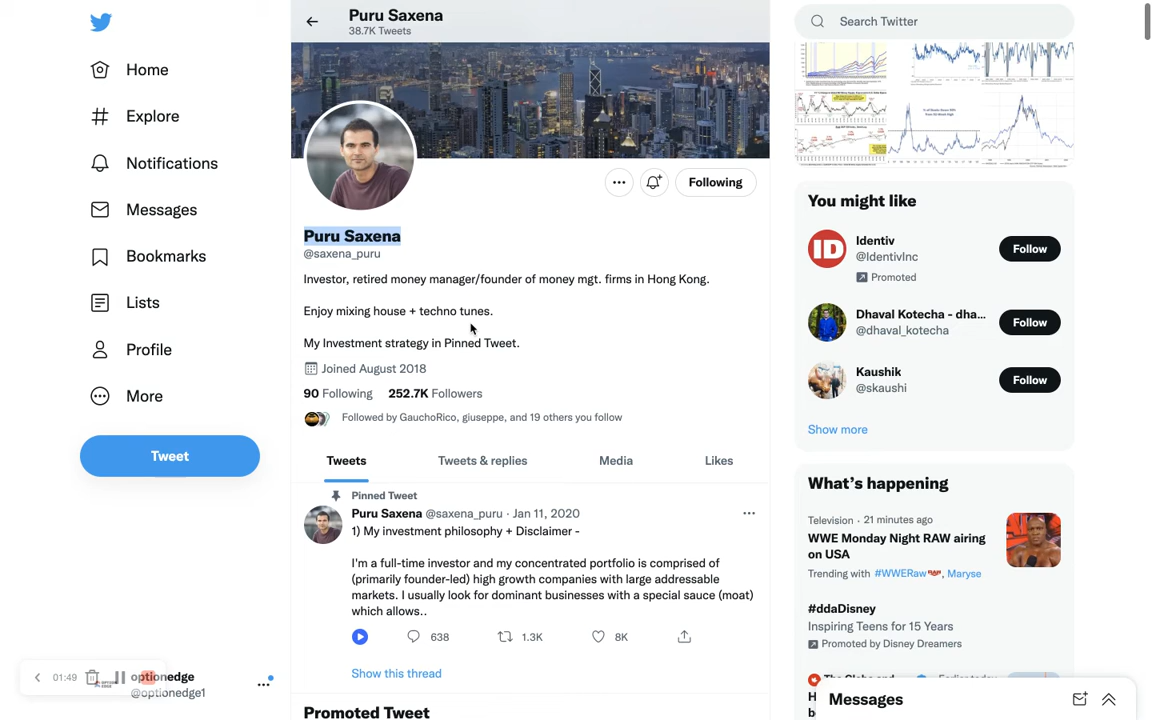 Puru Saxena
38.7K Tweets
Search Twitter
Home
Explore
Notifications
Messages
Bookmarks
Lists
Profile
More
Tweet
Following
Puru Saxena
@saxena_puru
Investor, retired money manager/founder of money mgt. firms in Hong Kong.
Enjoy mixing house + techno tunes.
My Investment strategy in Pinned Tweet.
Joined August 2018
90 Following 252.7K Followers
Followed by GauchoRico, giuseppe, and 19 others you follow
Tweets Tweets & replies Media Likes
Pinned Tweet
Puru Saxena @saxena_puru · Jan 11, 2020
1) My investment philosophy + Disclaimer -
I'm a full-time investor and my concentrated portfolio is comprised of
(primarily founder-led) high growth companies with large addressable
markets. I usually look for dominant businesses with a special sauce (moat)
which allows..
638 1.3K 8K
Show this thread
Promoted Tweet
You might like
ID
Identiv
@IdentivInc
Promoted
Follow
Dhaval Kotecha - dha...
@dhaval_kotecha
Follow
Kaushik
@skaushi
Follow
Show more
What's happening
Television · 21 minutes ago
WWE Monday Night RAW airing
on USA
Trending with #WWERaw, Maryse
#ddaDisney
Inspiring Teens for 15 Years
Promoted by Disney Dreamers
Messages
01:49
optionedge
@optionedge1